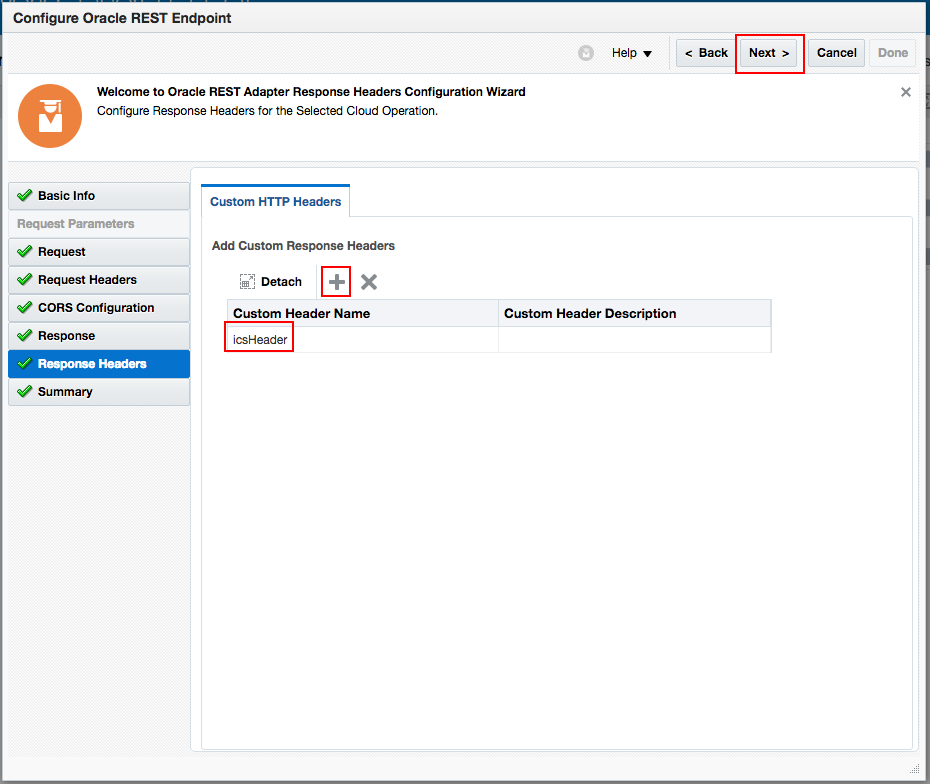 Configure Oracle REST Endpoint
Help
< Back
Next >
Cancel
Done
Welcome to Oracle REST Adapter Response Headers Configuration Wizard
Configure Response Headers for the Selected Cloud Operation.
Basic Info
Request Parameters
Request
Request Headers
CORS Configuration
Response
Response Headers
Summary
Custom HTTP Headers
Add Custom Response Headers
Detach
Custom Header Name
Custom Header Description
icsHeader